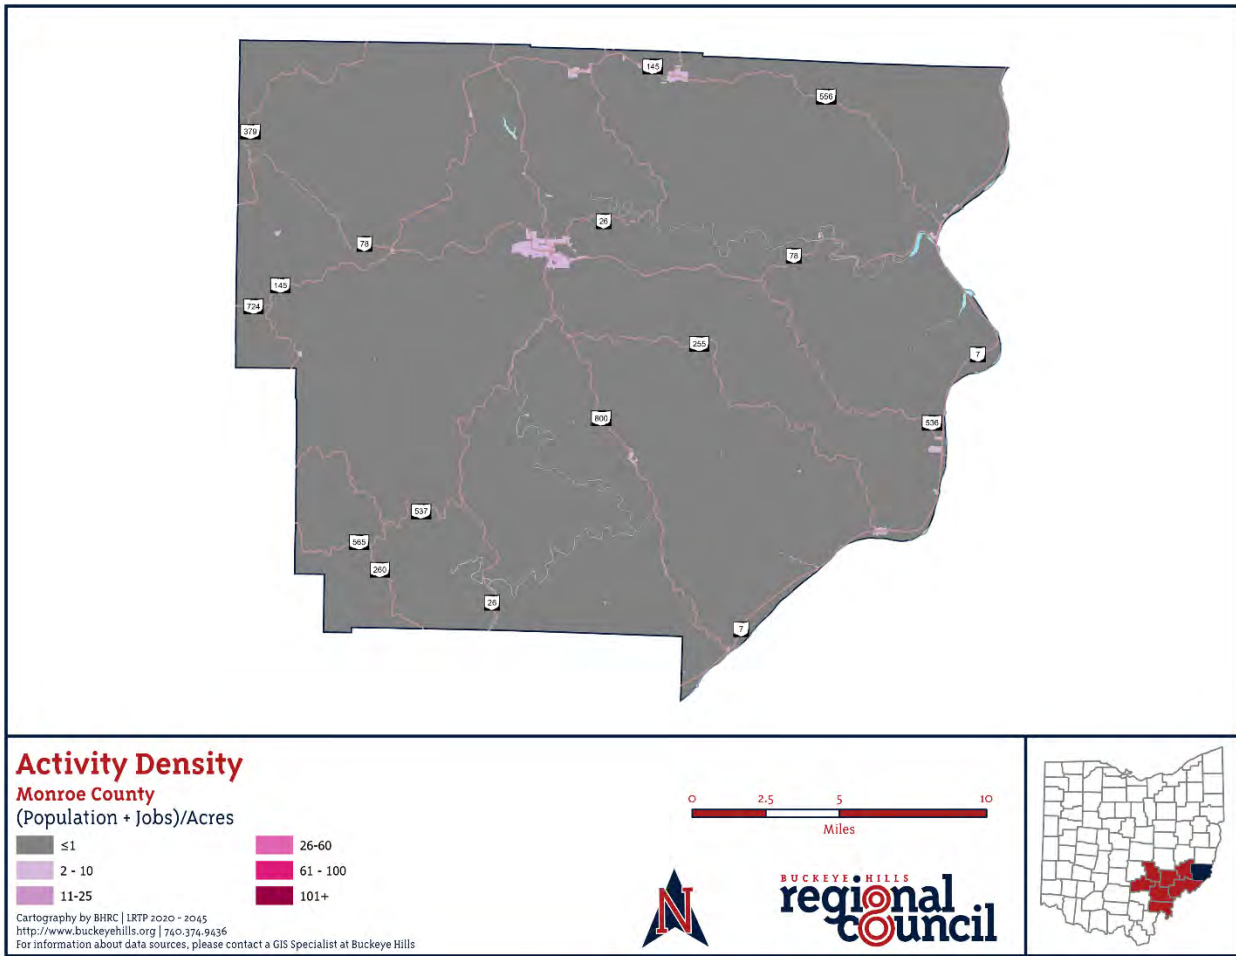 145
556
379
26
78
78
145
724
255
7
800
536
537
565
260
26
7
Activity Density
Monroe County
(Population + Jobs)/Acres
≤1
2 - 10
11-25
26-60
61 - 100
101+
Cartography by BHRC | LRTP 2020 - 2045
http://www.buckeyehills.org | 740.374.9436
For information about data sources, please contact a GIS Specialist at Buckeye Hills
0 2.5 5 10
Miles
N
BUCKEYE HILLS
regional
council